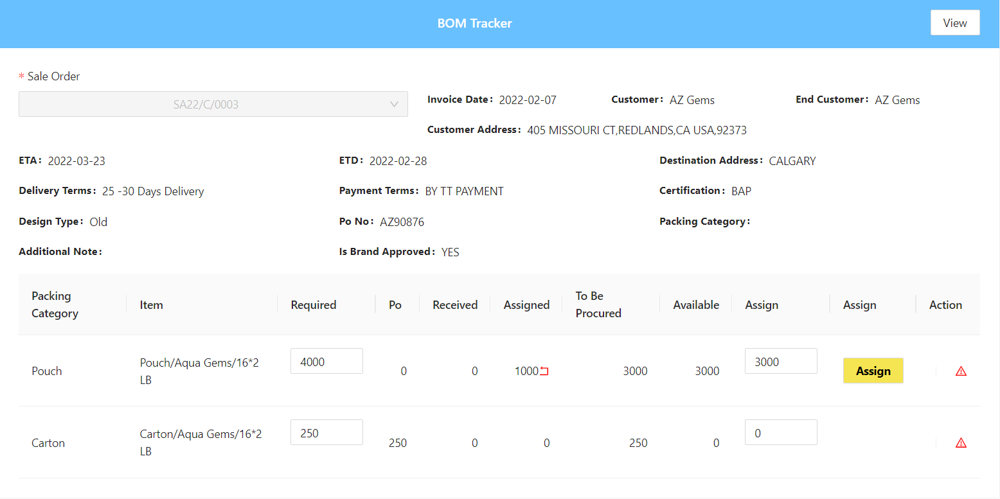 BOM Tracker
View
* Sale Order
SA22/C/0003
Invoice Date: 2022-02-07 Customer: AZ Gems End Customer: AZ Gems
Customer Address: 405 MISSOURI CT,REDLANDS,CA USA,92373
ETA: 2022-03-23 ETD: 2022-02-28 Destination Address: CALGARY
Delivery Terms: 25 -30 Days Delivery Payment Terms: BY TT PAYMENT Certification: BAP
Design Type: Old Po No: AZ90876 Packing Category:
Additional Note: Is Brand Approved: YES
Packing
Category
Item
Required
Po
Received
Assigned
To Be
Procured
Available
Assign
Assign
Action
Pouch
Pouch/Aqua Gems/16*2
LB
4000
0
0
1000
3000
3000
3000
Assign
Carton
Carton/Aqua Gems/16*2
LB
250
250
0
0
250
0
0